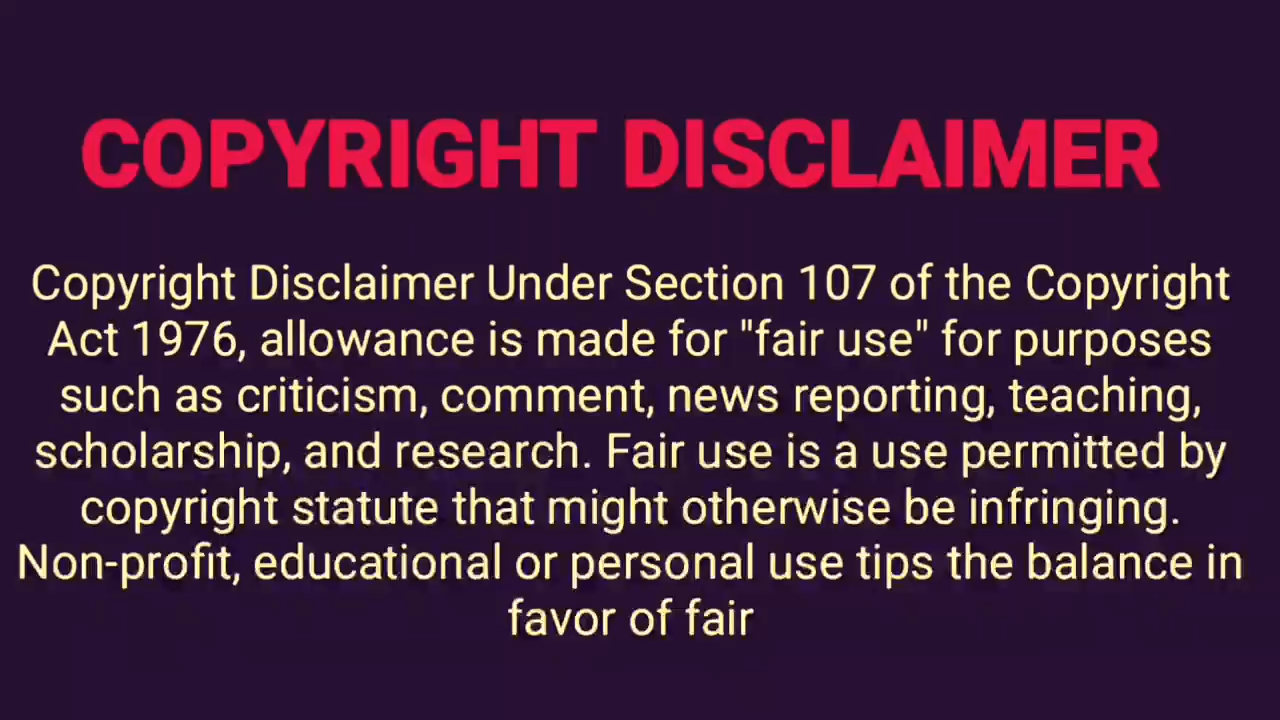 COPYRIGHT DISCLAIMER
Copyright Disclaimer Under Section 107 of the Copyright
Act 1976, allowance is made for "fair use" for purposes
such as criticism, comment, news reporting, teaching,
scholarship, and research. Fair use is a use permitted by
copyright statute that might otherwise be infringing.
Non-profit, educational or personal use tips the balance in
favor of fair